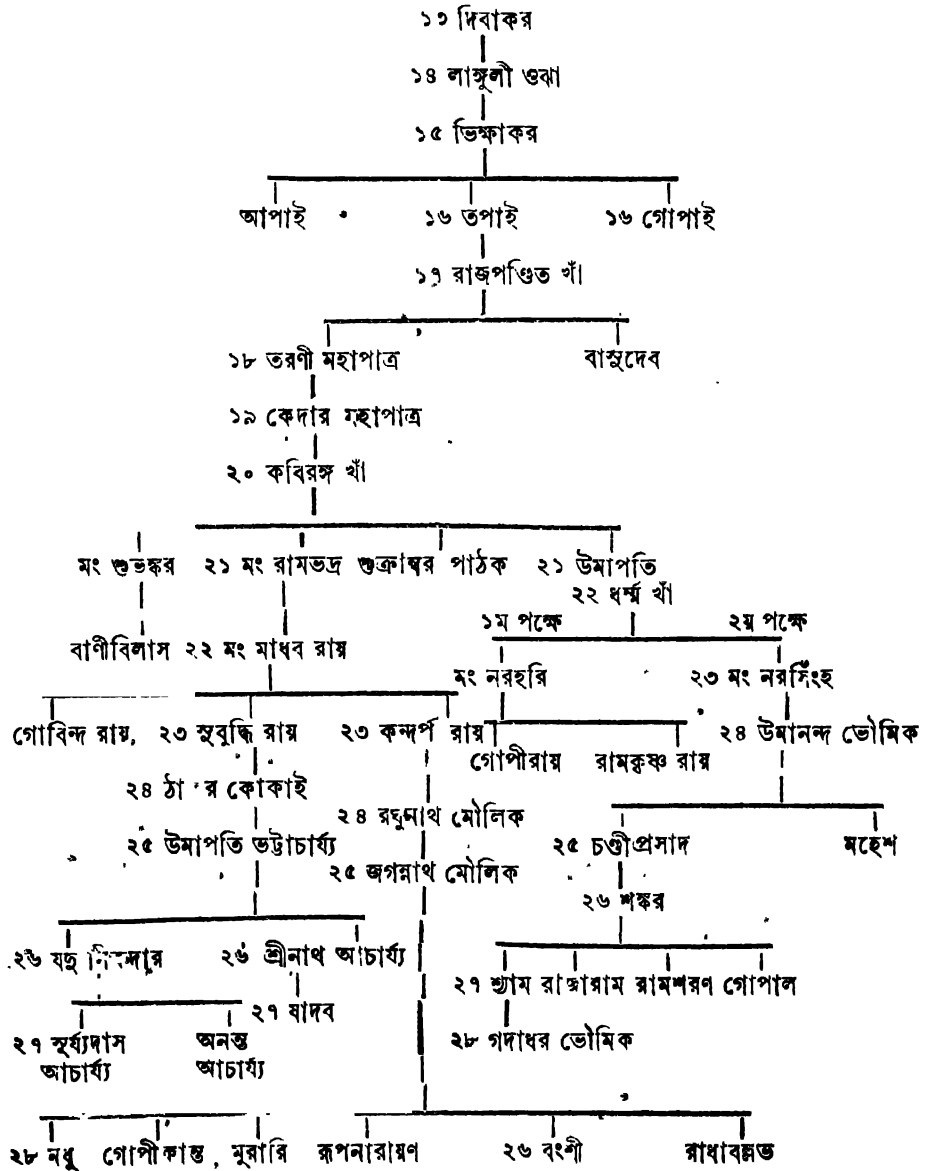 ১৩ দিবাকর
১৪ লাঙ্গুলী ওঝা
১৫ ভিক্ষাকর
আপাই ১৬ তপাই ১৬ গোপাই
১৭ রাজপণ্ডিত খাঁ
১৮ তরণী মহাপাত্র বাসুদেব
১৯ কেদার মহাপাত্র
২০ কবিরঙ্গ খাঁ
মং শুভঙ্কর ২১ মং রামভদ্র শুক্রাম্বর পাঠক ২১ উমাপতি
২২ ধর্ম্ম খাঁ
১ম পক্ষে ২য় পক্ষে
বাণীবিলাস ২২ মং মাধব রায়
মং নরহরি ২৩ মং নরসিংহ
গোবিন্দ রায়, ২৩ সুবুদ্ধি রায় ২৩ কন্দর্প রায় ২৪ উমানন্দ ভৌমিক
গোপীরায় রামকৃষ্ণ রায়
২৪ কোকাই
২৪ রঘুনাথ মৌলিক
২৫ উমাপতি ভট্টাচার্য্য ২৫ চণ্ডীপ্রসাদ মহেশ
২৫ জগন্নাথ মৌলিক
২৬ শঙ্কর
২৬ যদু ২৬ শ্রীনাথ আচার্য্য
২৭ শ্যাম রাজারাম রামশরণ গোপাল
২৭ যাদব
২৭ সূর্য্যদাস অনন্ত ২৮ গদাধর ভৌমিক
আচার্য্য আচার্য্য
২৮ মধু গোপীকান্ত, মুরারি রূপনারায়ণ ২৬ বংশী রাধাবল্লভ